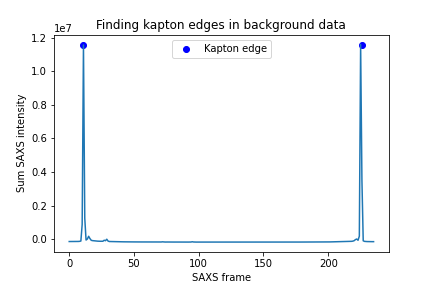 Finding kapton edges in background data
1e7
Kapton edge
1.2
1.0
0.8
0.6
0.4
0.2
0.0
Sum SAXS intensity
0 50 100 150 200
SAXS frame